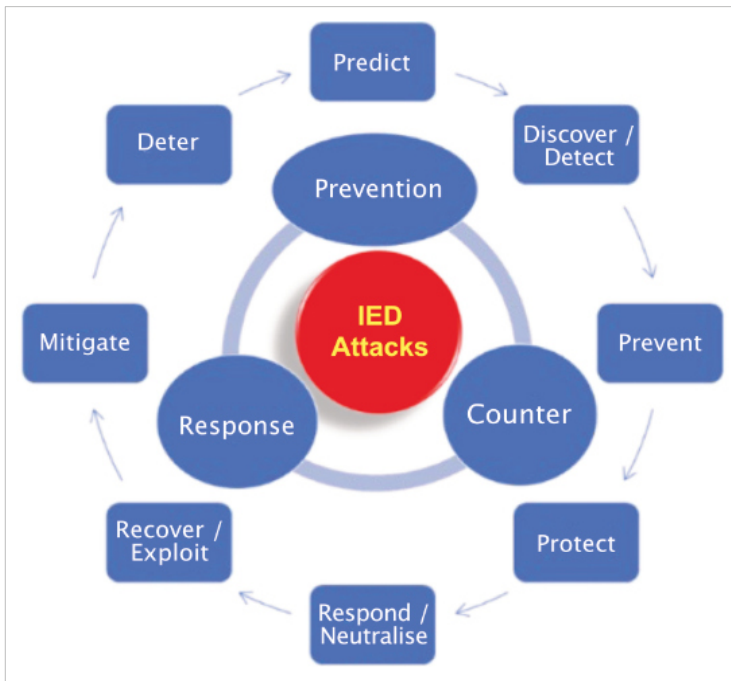 Predict
Discover /
Detect
Deter
Prevention
IED
Attacks
Mitigate
Prevent
Response
Counter
Recover /
Exploit
Protect
Respond /
Neutralise